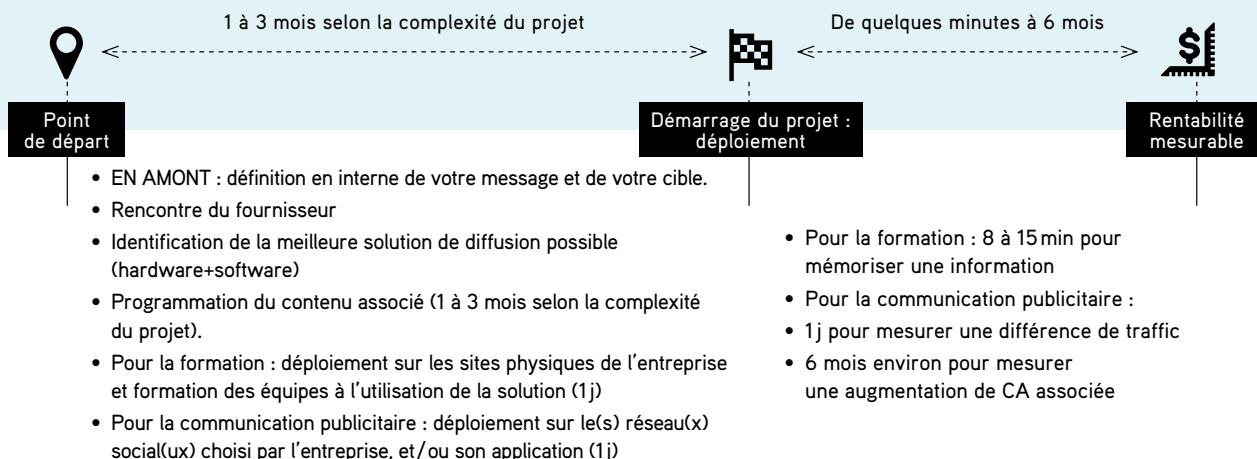 1 à 3 mois selon la complexité du projet
De quelques minutes à 6 mois
$
Point
de départ
Démarrage du projet :
déploiement
Rentabilité
mesurable
• EN AMONT : définition en interne de votre message et de votre cible.
• Rencontre du fournisseur
• Identification de la meilleure solution de diffusion possible
(hardware+software)
• Programmation du contenu associé (1 à 3 mois selon la complexité
du projet).
• Pour la formation : déploiement sur les sites physiques de l'entreprise
et formation des équipes à l'utilisation de la solution (1 j)
• Pour la communication publicitaire : déploiement sur le(s) réseau(x)
social(ux) choisi par l'entreprise, et/ou son application (1 j)
• Pour la formation : 8 à 15 min pour
mémoriser une information
• Pour la communication publicitaire :
• 1 j pour mesurer une différence de traffic
• 6 mois environ pour mesurer
une augmentation de CA associée